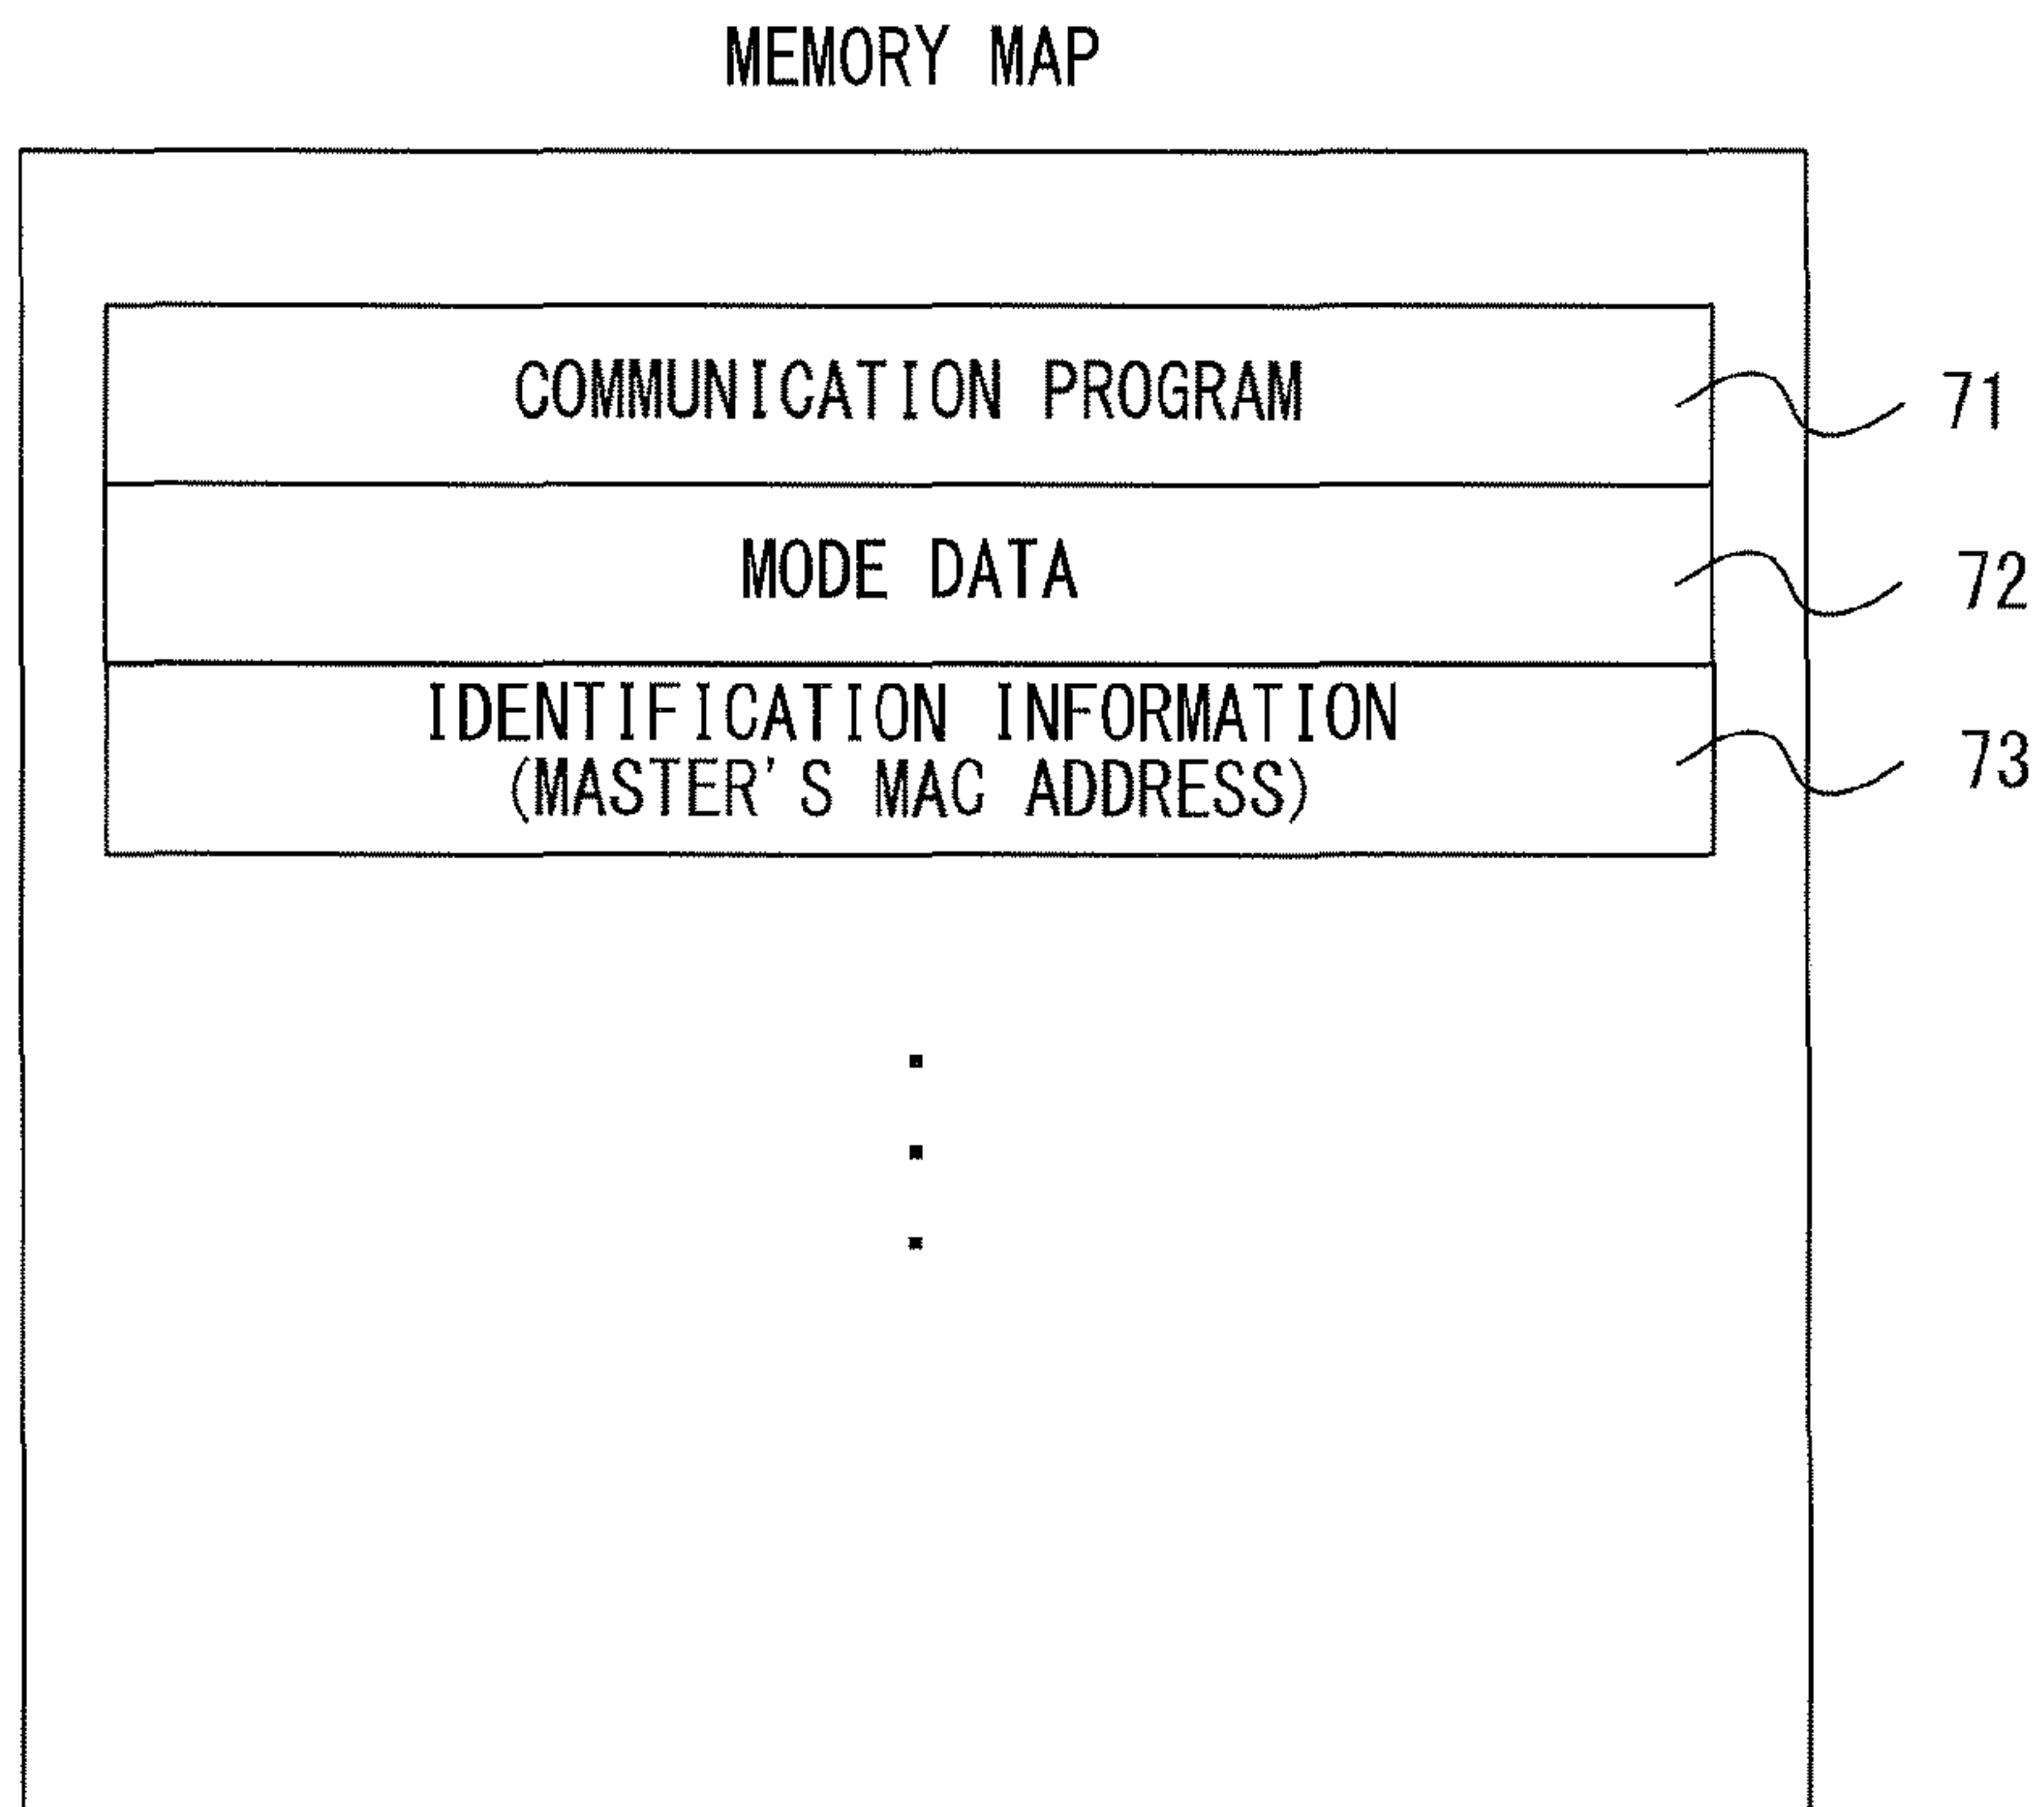 MEMORY MAP
COMMUNICATION PROGRAM
71
MODE DATA
72
IDENTIFICATION INFORMATION
(MASTER'S MAC ADDRESS)
73